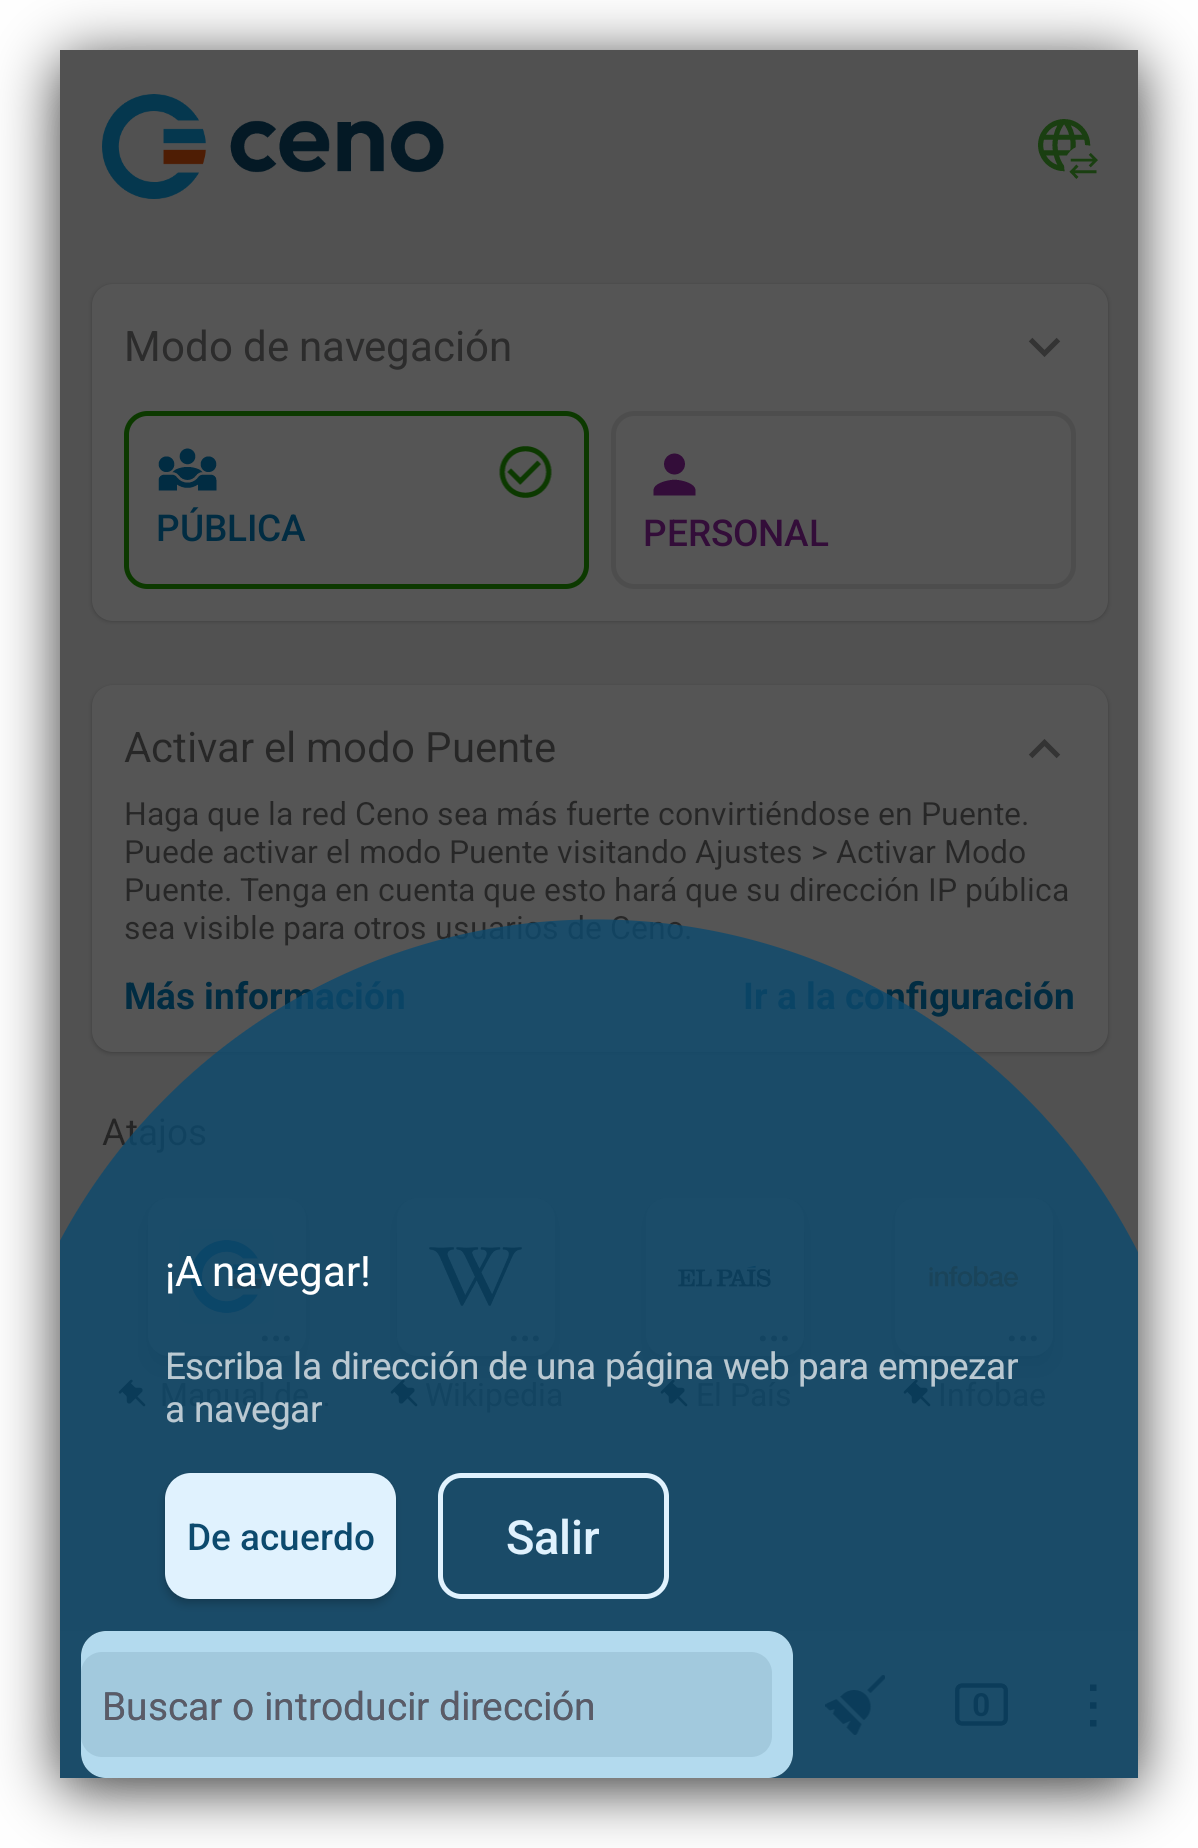 ceno
Modo de navegación
PÚBLICA
PERSONAL
Activar el modo Puente
Haga que la red Ceno sea más fuerte convirtiéndose en Puente.
Puede activar el modo Puente visitando Ajustes > Activar Modo
Puente. Tenga en cuenta que esto hará que su dirección IP pública
sea visible para otros usuarios de Ceno.
Más información
Ir a la configuración
Atajos
¡A navegar!
W
EL PAÍS
infobae
Escriba la dirección de una página web para empezar
a navegar
Manual de
Wikipedia
El País
Infobae
De acuerdo
Salir
Buscar o introducir dirección
0